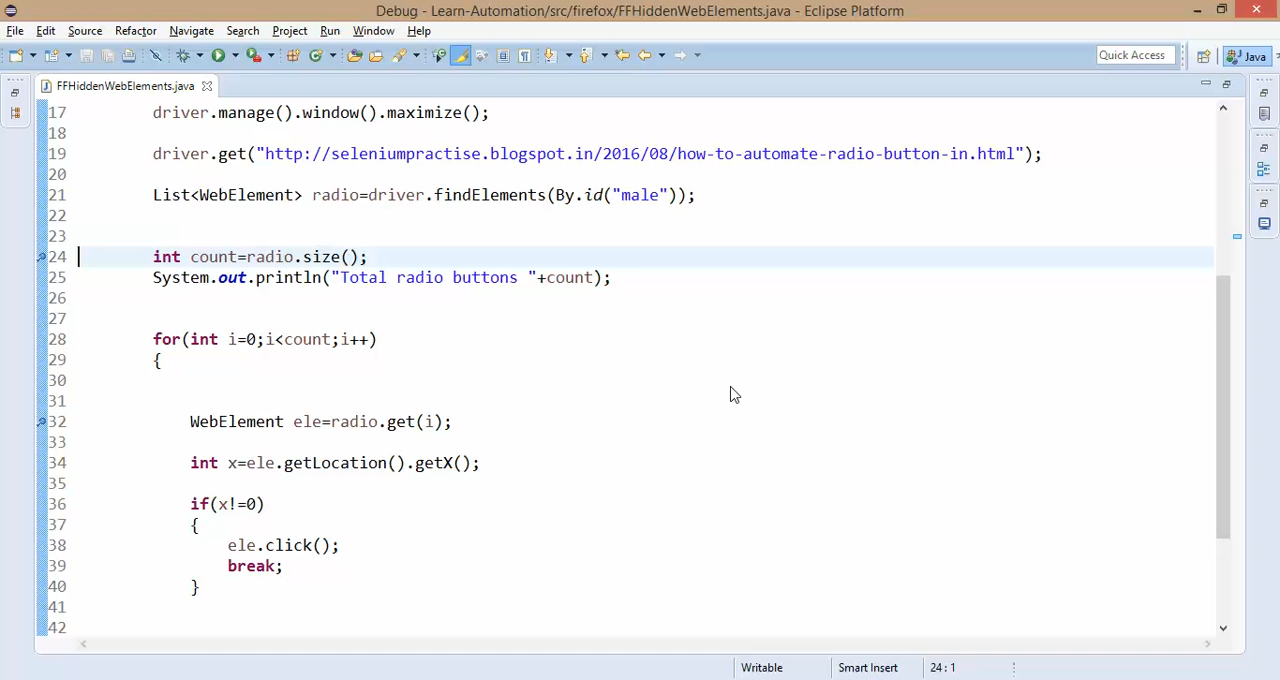 Debug - Learn-Automation/src/firefox/FFHiddenWebElements.java - Eclipse Platform
File Edit Source Refactor Navigate Search Project Run Window Help
Quick Access
Java
FFHiddenWebElements.java
17 driver.manage().window().maximize();
18
19 driver.get("http://seleniumpractise.blogspot.in/2016/08/how-to-automate-radio-button-in.html");
20
21 List<WebElement> radio=driver.findElements(By.id("male"));
22
23
24 int count=radio.size();
25 System.out.println("Total radio buttons "+count);
26
27
28 for(int i=0;i<count;i++)
29 {
30
31
32 WebElement ele=radio.get(i);
33
34 int x=ele.getLocation().getX();
35
36 if(x!=0)
37 {
38 ele.click();
39 break;
40 }
41
42
Writable Smart Insert 24 : 1